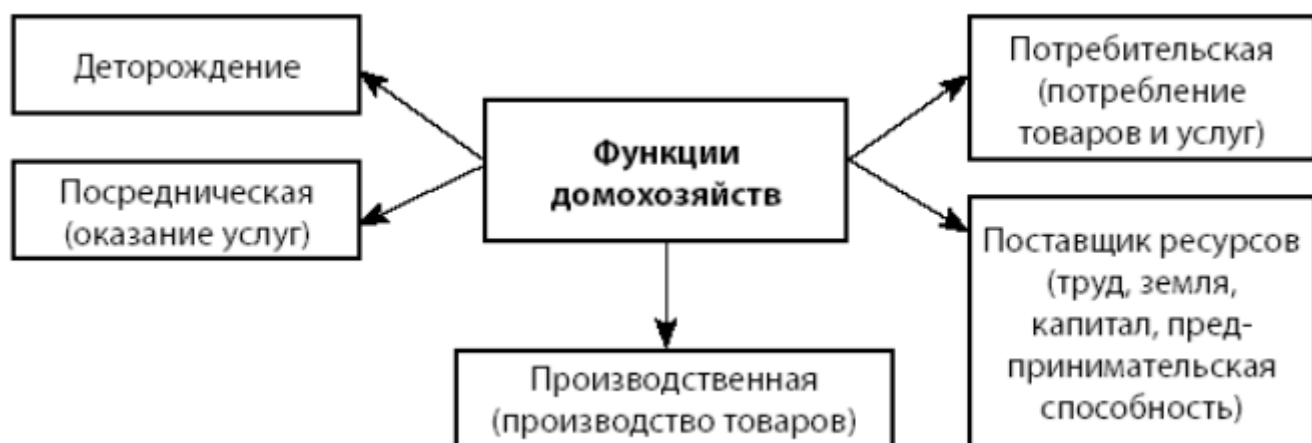 Деторождение
Посредническая
(оказание услуг)
Функции
домохозяйств
Производственная
(производство товаров)
Потребительская
(потребление
товаров и услуг)
Поставщик ресурсов
(труд, земля,
капитал, пред-
принимательская
способность)